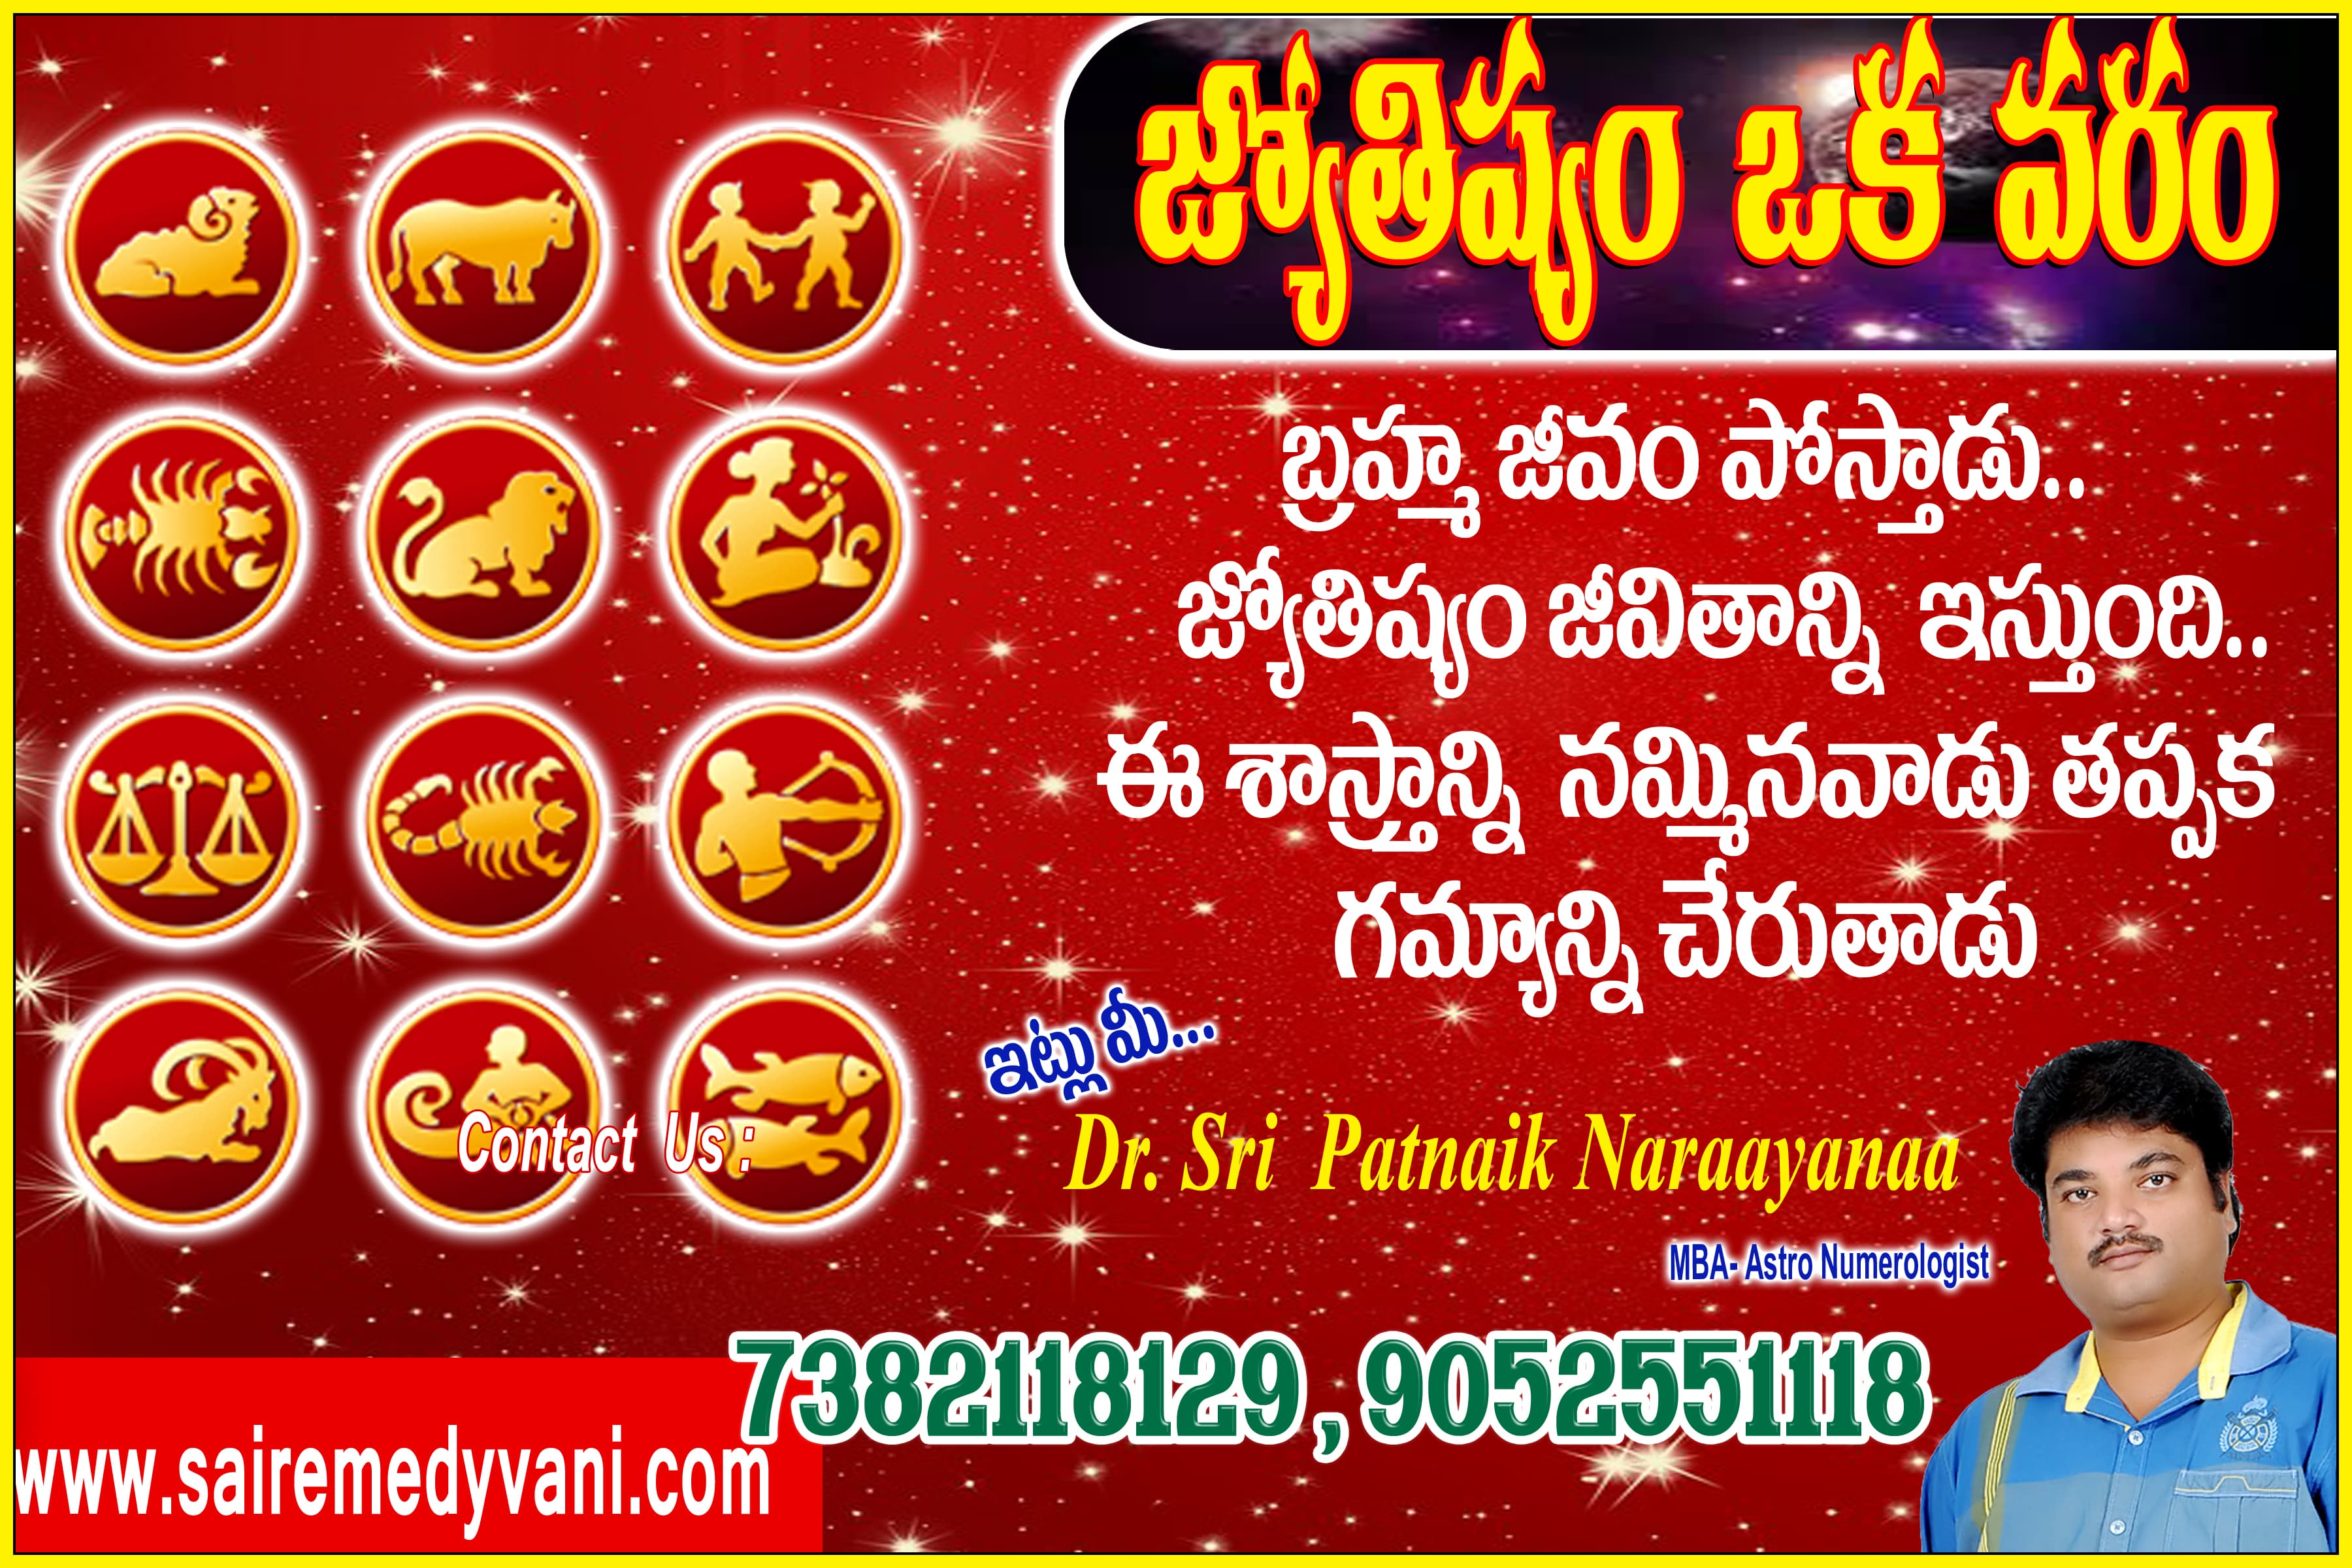 జ్యోతిష్యం ఒక వరం
బ్రహ్మ జీవం పోస్తాడు..
జ్యోతిష్యం జీవితాన్ని ఇస్తుంది..
ఈ శాస్త్రాన్ని నమ్మినవాడు తప్పక
గమ్యాన్ని చేరుతాడు
ఇట్లు మీ...
Dr. Sri Patnaik Naraayanaa
MBA- Astro Numerologist
Contact Us :
7382118129 , 9052551118
www.sairemedyvani.com